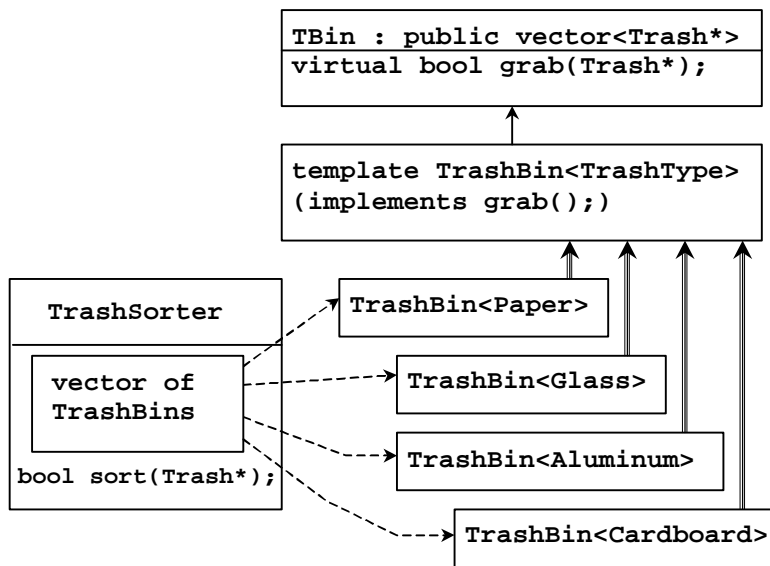 TBin : public vector<Trash*>
virtual bool grab(Trash*);
template TrashBin<TrashType>
(implements grab();)
TrashSorter
vector of
TrashBins
bool sort(Trash*);
TrashBin<Paper>
TrashBin<Glass>
TrashBin<Aluminum>
TrashBin<Cardboard>